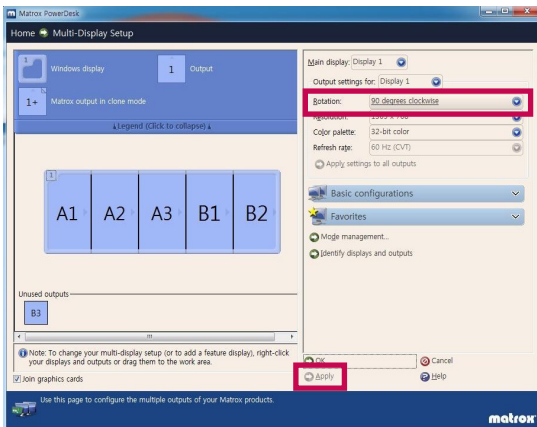 Matrox PowerDesk
Home Multi-Display Setup
1 Windows display
1 Output
1+ Matrox output in clone mode
Legend (Click to collapse)
1
A1 A2 A3 B1 B2
Unused outputs
B3
Note: To change your multi-display setup (or to add a feature display), right-click
your displays and outputs or drag them to the work area.
Join graphics cards
Main display: Display 1
Output settings for: Display 1
Rotation: 90 degrees clockwise
Resolution:
Color palette: 32-bit color
Refresh rate: 60 Hz (CVT)
Apply settings to all outputs
Basic configurations
Favorites
Mode management...
Identify displays and outputs
OK Cancel
Apply Help
Use this page to configure the multiple outputs of your Matrox products.
matrox